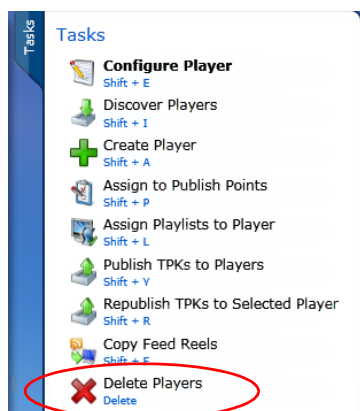 Tasks
Tasks
Configure Player
Shift + E
Discover Players
Shift + I
Create Player
Shift + A
Assign to Publish Points
Shift + P
Assign Playlists to Player
Shift + L
Publish TPKs to Players
Shift + Y
Republish TPKs to Selected Player
Shift + R
Copy Feed Reels
Shift + F
Delete Players
Delete